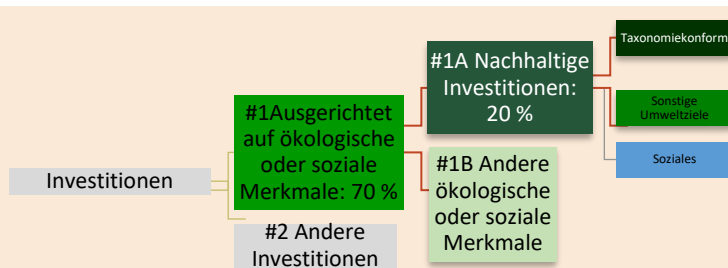 Investitionen
#1Ausgerichtet
auf ökologische
oder soziale
Merkmale: 70 %
#2 Andere
Investitionen
#1A Nachhaltige
Investitionen:
20 %
#1B Andere
ökologische
oder soziale
Merkmale
Taxonomiekonform
Sonstige
Umweltziele
Soziales